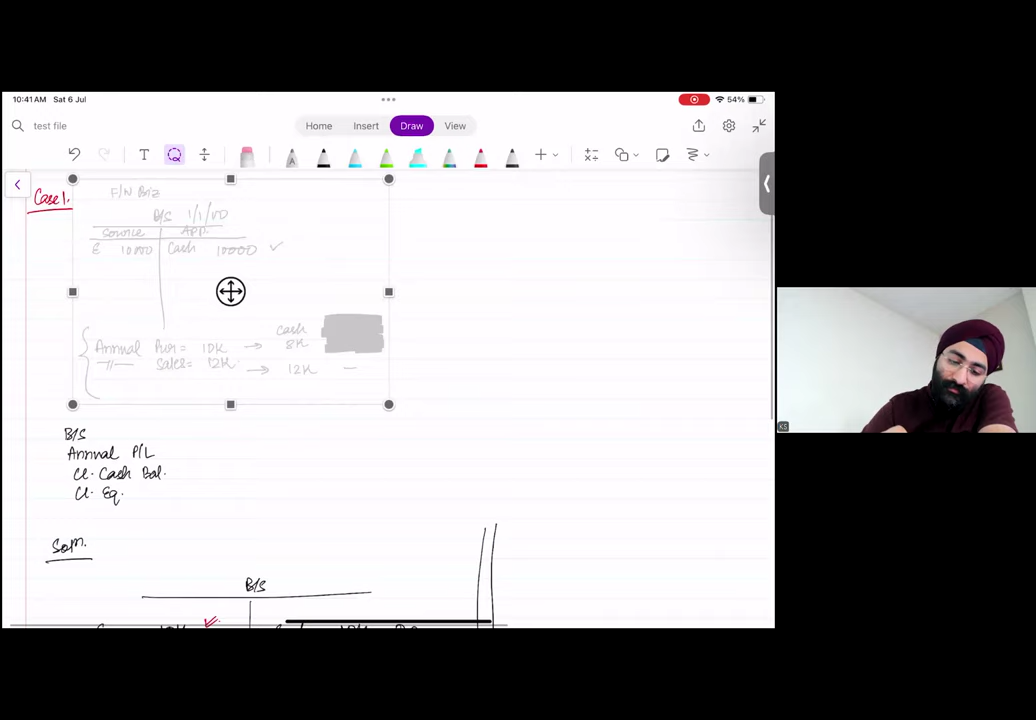 10:41 AM Sat 6 Jul
54%
test file
Home Insert Draw View
Case 1.
F/N Biz
B/S 1/1/
Source App.
E 10000 Cash 10000 ✓
Cash
Annual Pur = 10K → 8K
-11- Sales = 12K → 12K —
B/S
Annual P/L
Cl. Cash Bal.
Cl. Eq.
Soln.
B/S
KS